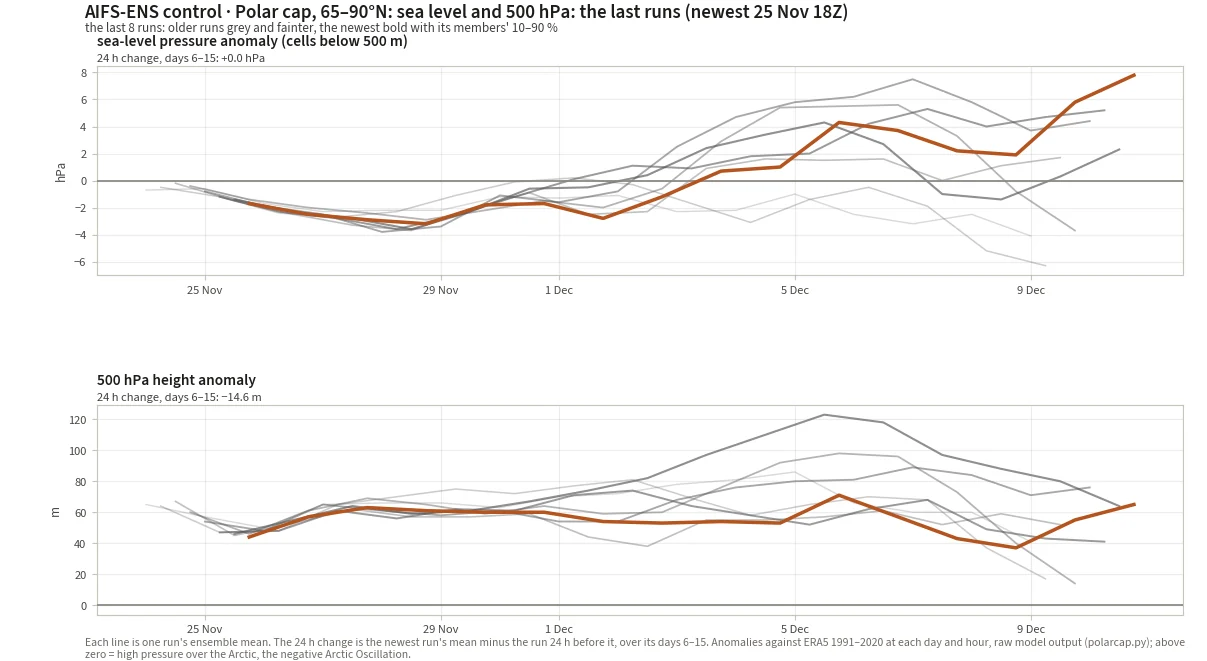 AIFS-ENS control · Polar cap, 65–90°N: sea level and 500 hPa: the last runs (newest 25 Nov 18Z)
the last 8 runs: older runs grey and fainter, the newest bold with its members' 10–90 %
sea-level pressure anomaly (cells below 500 m)
24 h change, days 6–15: +0.0 hPa
8
6
4
2
0
−2
−4
−6
hPa
25 Nov
29 Nov
1 Dec
5 Dec
9 Dec
500 hPa height anomaly
24 h change, days 6–15: −14.6 m
120
100
80
60
40
20
0
m
25 Nov
29 Nov
1 Dec
5 Dec
9 Dec
Each line is one run's ensemble mean. The 24 h change is the newest run's mean minus the run 24 h before it, over its days 6–15. Anomalies against ERA5 1991–2020 at each day and hour, raw model output (polarcap.py); above
zero = high pressure over the Arctic, the negative Arctic Oscillation.